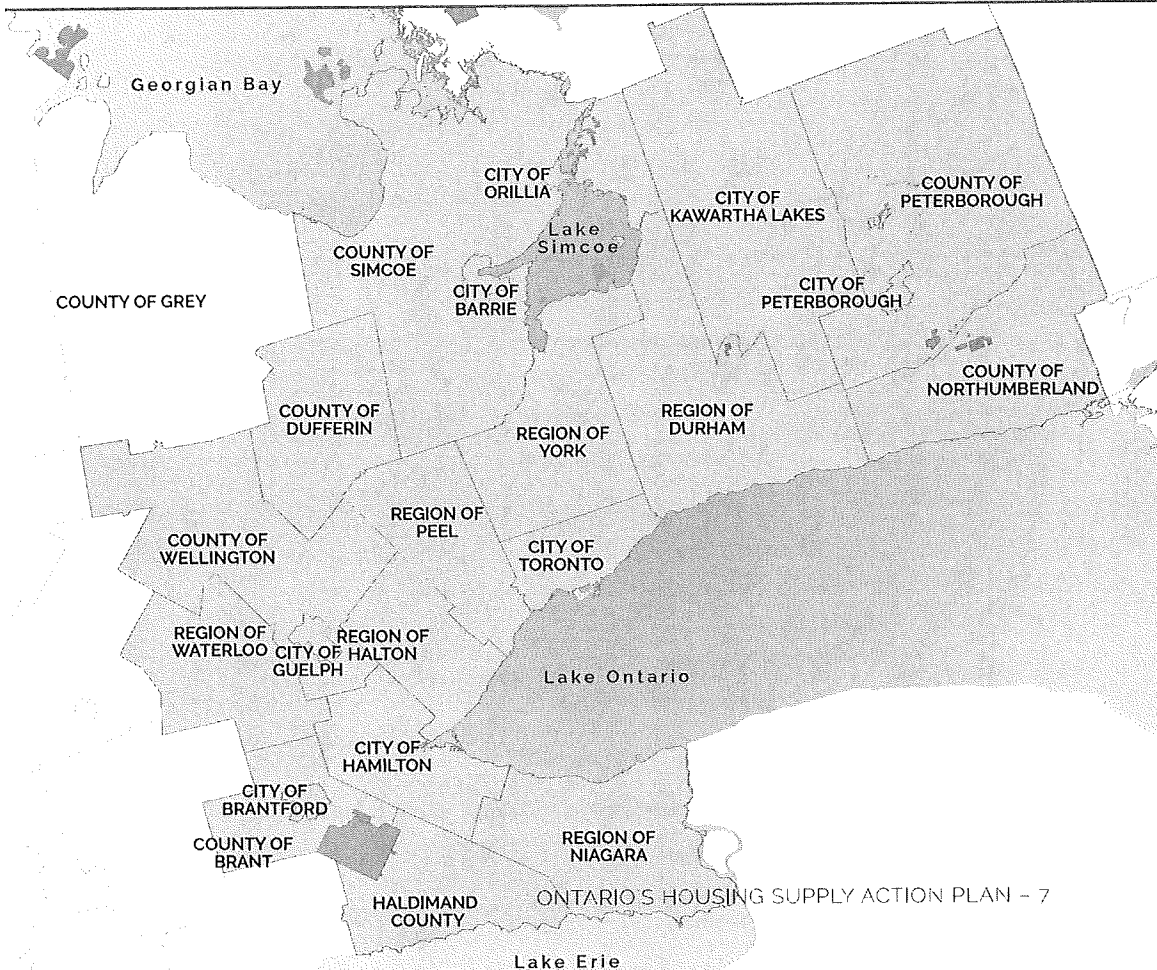 Georgian Bay
CITY OF
ORILLIA
COUNTY OF
PETERBOROUGH
CITY OF
KAWARTHA LAKES
Lake
Simcoe
COUNTY OF
SIMCOE
CITY OF
BARRIE
CITY OF
PETERBOROUGH
COUNTY OF GREY
COUNTY OF
NORTHUMBERLAND
COUNTY OF
DUFFERIN
REGION OF
YORK
REGION OF
DURHAM
REGION OF
PEEL
COUNTY OF
WELLINGTON
CITY OF
TORONTO
REGION OF
WATERLOO
CITY OF
GUELPH
REGION OF
HALTON
Lake Ontario
CITY OF
HAMILTON
CITY OF
BRANTFORD
COUNTY OF
BRANT
REGION OF
NIAGARA
HALDIMAND
COUNTY
ONTARIO'S HOUSING SUPPLY ACTION PLAN – 7
Lake Erie